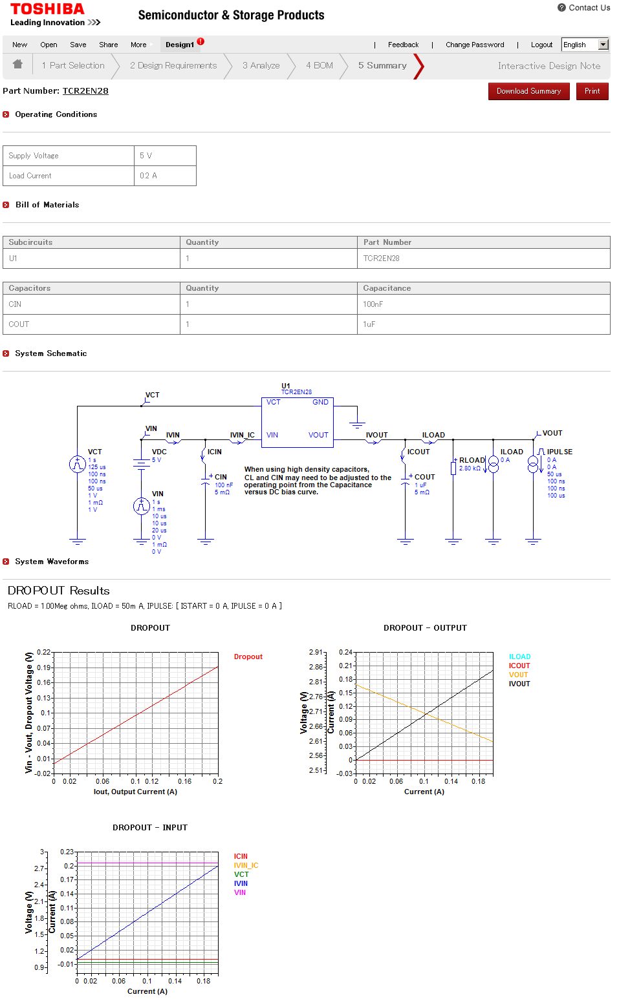 TOSHIBA
Leading Innovation >>>
Semiconductor & Storage Products
Contact Us
New Open Save Share More Design1 ! | Feedback | Change Password | Logout English
1 Part Selection 2 Design Requirements 3 Analyze 4 BOM 5 Summary Interactive Design Note
Part Number: TCR2EN28
Download Summary Print
Operating Conditions
Supply Voltage 5 V
Load Current 0.2 A
Bill of Materials
Subcircuits Quantity Part Number
U1 1 TCR2EN28
Capacitors Quantity Capacitance
CIN 1 100nF
COUT 1 1uF
System Schematic
U1
TCR2EN28
VCT
VCT GND
VIN
IVIN IVIN_IC VIN VOUT IVOUT ILOAD VOUT
VCT
1 s
125 us
100 ns
100 ns
50 us
1 V
1 mΩ
1 V
VDC
5 V
VIN
1 s
1 ms
10 us
10 us
20 us
0 V
1 mΩ
0 V
ICIN
+ CIN
100 nF
5 mΩ
When using high density capacitors,
CL and CIN may need to be adjusted to the
operating point from the Capacitance
versus DC bias curve.
ICOUT
+ COUT
1 uF
5 mΩ
+ RLOAD
2.80 kΩ
ILOAD
0 A
IPULSE
0 A
0 A
50 us
100 ns
100 ns
100 us
System Waveforms
DROPOUT Results
RLOAD = 1.00Meg ohms, ILOAD = 50m A, IPULSE: [ ISTART = 0 A, IPULSE = 0 A ]
DROPOUT
Vin - Vout, Dropout Voltage (V)
0.22
0.19
0.16
0.13
0.1
0.07
0.04
0.01
-0.02
0 0.02 0.06 0.1 0.12 0.16 0.2
Iout, Output Current (A)
Dropout
DROPOUT - OUTPUT
Voltage (V)
2.91
2.86
2.81
2.76
2.71
2.66
2.61
2.56
2.51
Current (A)
0.24
0.21
0.18
0.15
0.12
0.09
0.06
0.03
0
-0.03
0 0.02 0.06 0.1 0.14 0.18
Current (A)
ILOAD
ICOUT
VOUT
IVOUT
DROPOUT - INPUT
Voltage (V)
3
2.7
2.4
2.1
1.8
1.5
1.2
0.9
Current (A)
0.23
0.2
0.17
0.14
0.11
0.08
0.05
0.02
-0.01
0 0.02 0.06 0.1 0.14 0.18
Current (A)
ICIN
IVIN_IC
VCT
IVIN
VIN